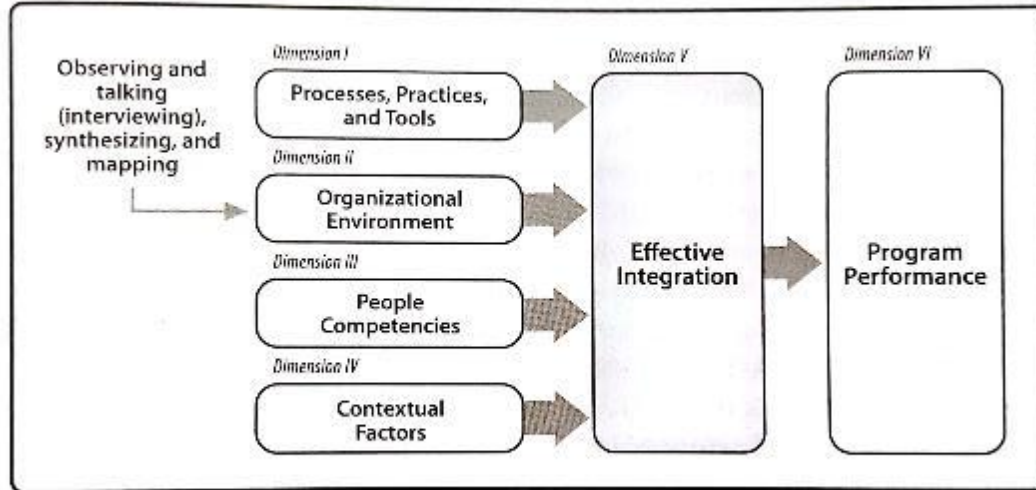 Observing and
talking
(interviewing),
synthesizing, and
mapping
Dimension I
Processes, Practices,
and Tools
Dimension II
Organizational
Environment
Dimension III
People
Competencies
Dimension IV
Contextual
Factors
Dimension V
Effective
Integration
Dimension VI
Program
Performance